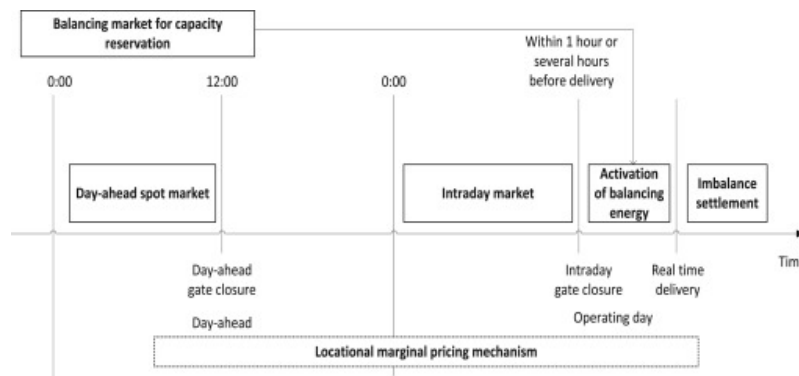 Balancing market for capacity
reservation
Within 1 hour or
several hours
before delivery
0:00
12:00
0:00
Day-ahead spot market
Intraday market
Activation
of balancing
energy
Imbalance
settlement
Tim
Day-ahead
gate closure
Intraday
gate closure
Real time
delivery
Day-ahead
Operating day
Locational marginal pricing mechanism